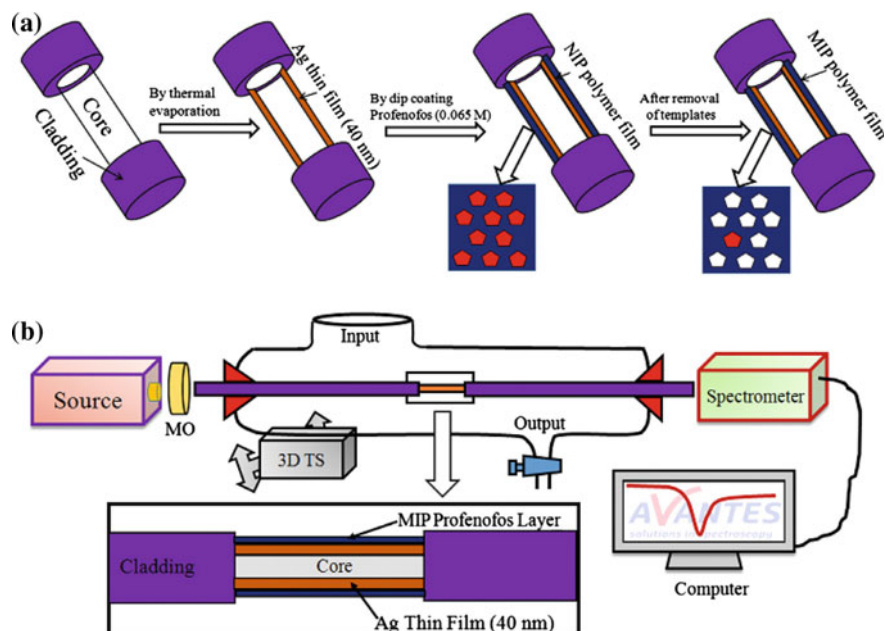 (a)
Core
Cladding
By thermal
evaporation
Ag thin film (40 nm)
By dip coating
Profenofos (0.065 M)
NIP polymer film
After removal
of templates
MIP polymer film
(b)
Source
MO
Input
3D TS
Output
Spectrometer
AVANTES
solutions in spectroscopy
Computer
MIP Profenofos Layer
Cladding
Core
Ag Thin Film (40 nm)